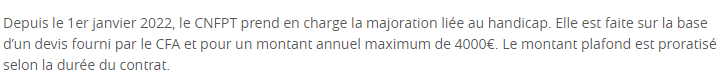 Depuis le 1er janvier 2022, le CNFPT prend en charge la majoration liée au handicap. Elle est faite sur la base
d’un devis fourni par le CFA et pour un montant annuel maximum de 4000€. Le montant plafond est proratisé
selon la durée du contrat.